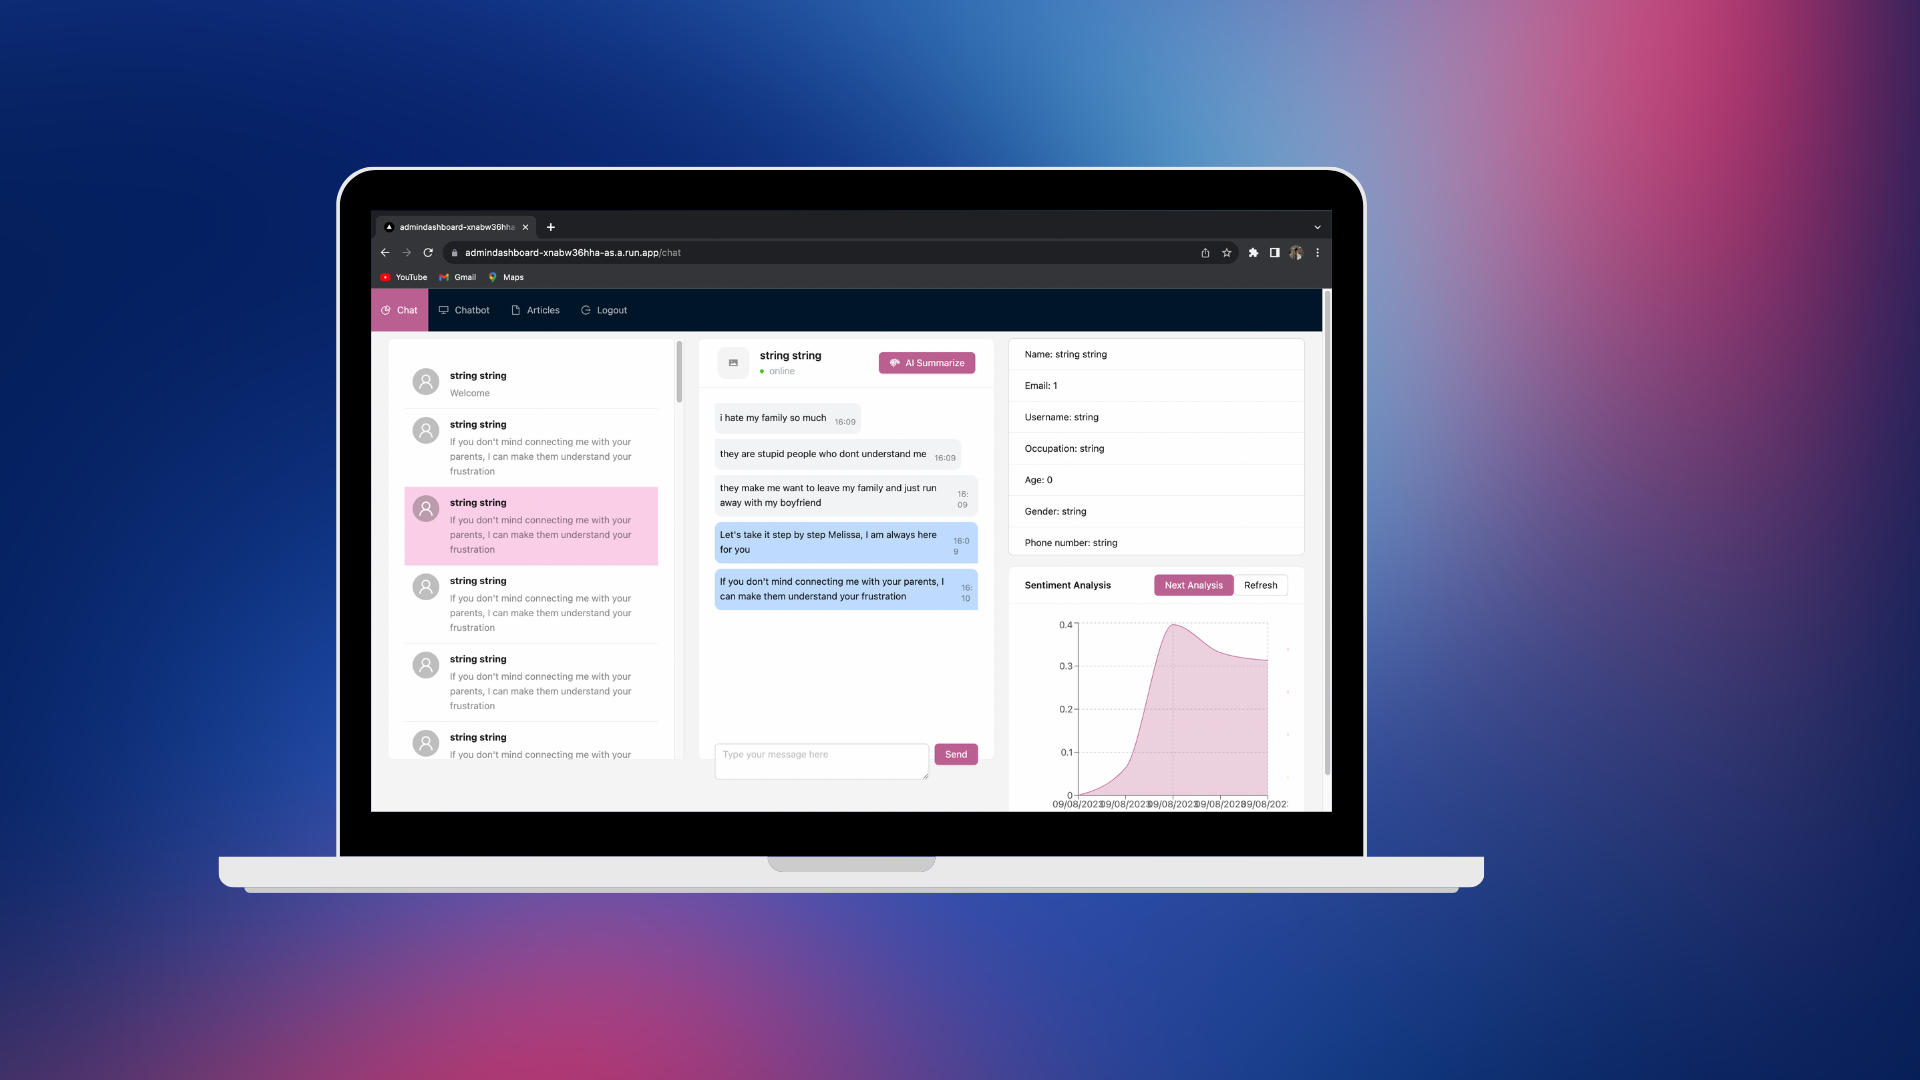 admindashboard-xnabw36hha
admindashboard-xnabw36hha-as.a.run.app/chat
YouTube
Gmail
Maps
Chat
Chatbot
Articles
Logout
string string
Welcome
string string
If you don't mind connecting me with your
parents, I can make them understand your
frustration
string string
If you don't mind connecting me with your
parents, I can make them understand your
frustration
string string
If you don't mind connecting me with your
parents, I can make them understand your
frustration
string string
If you don't mind connecting me with your
parents, I can make them understand your
frustration
string string
If you don't mind connecting me with your
string string
online
AI Summarize
i hate my family so much
16:09
they are stupid people who dont understand me
16:09
they make me want to leave my family and just run
away with my boyfriend
16:
09
Let's take it step by step Melissa, I am always here
for you
16:0
9
If you don't mind connecting me with your parents, I
can make them understand your frustration
16:
10
Type your message here
Send
Name: string string
Email: 1
Username: string
Occupation: string
Age: 0
Gender: string
Phone number: string
Sentiment Analysis
Next Analysis
Refresh
0.4
0.3
0.2
0.1
0
09/08/2023 09/08/2023 09/08/2023 09/08/2023 09/08/202